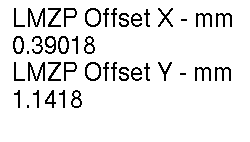 LMZP Offset X - mm
0.39018
LMZP Offset Y - mm
1.1418